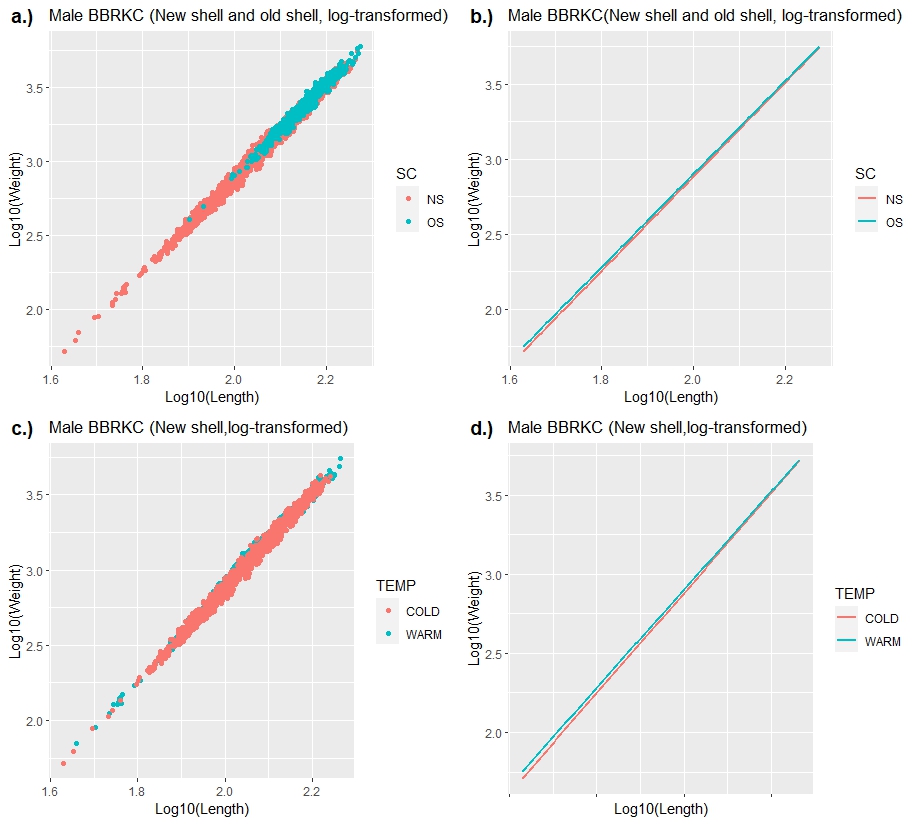 a.) Male BBRKC (New shell and old shell, log-transformed)
3.5
3.0
2.5
2.0
Log10(Weight)
1.6 1.8 2.0 2.2
Log10(Length)
SC
NS
OS
b.) Male BBRKC(New shell and old shell, log-transformed)
3.5
3.0
2.5
2.0
Log10(Weight)
1.6 1.8 2.0 2.2
Log10(Length)
SC
NS
OS
c.) Male BBRKC (New shell,log-transformed)
3.5
3.0
2.5
2.0
Log10(Weight)
1.6 1.8 2.0 2.2
Log10(Length)
TEMP
COLD
WARM
d.) Male BBRKC (New shell,log-transformed)
3.5
3.0
2.5
2.0
Log10(Weight)
Log10(Length)
TEMP
COLD
WARM